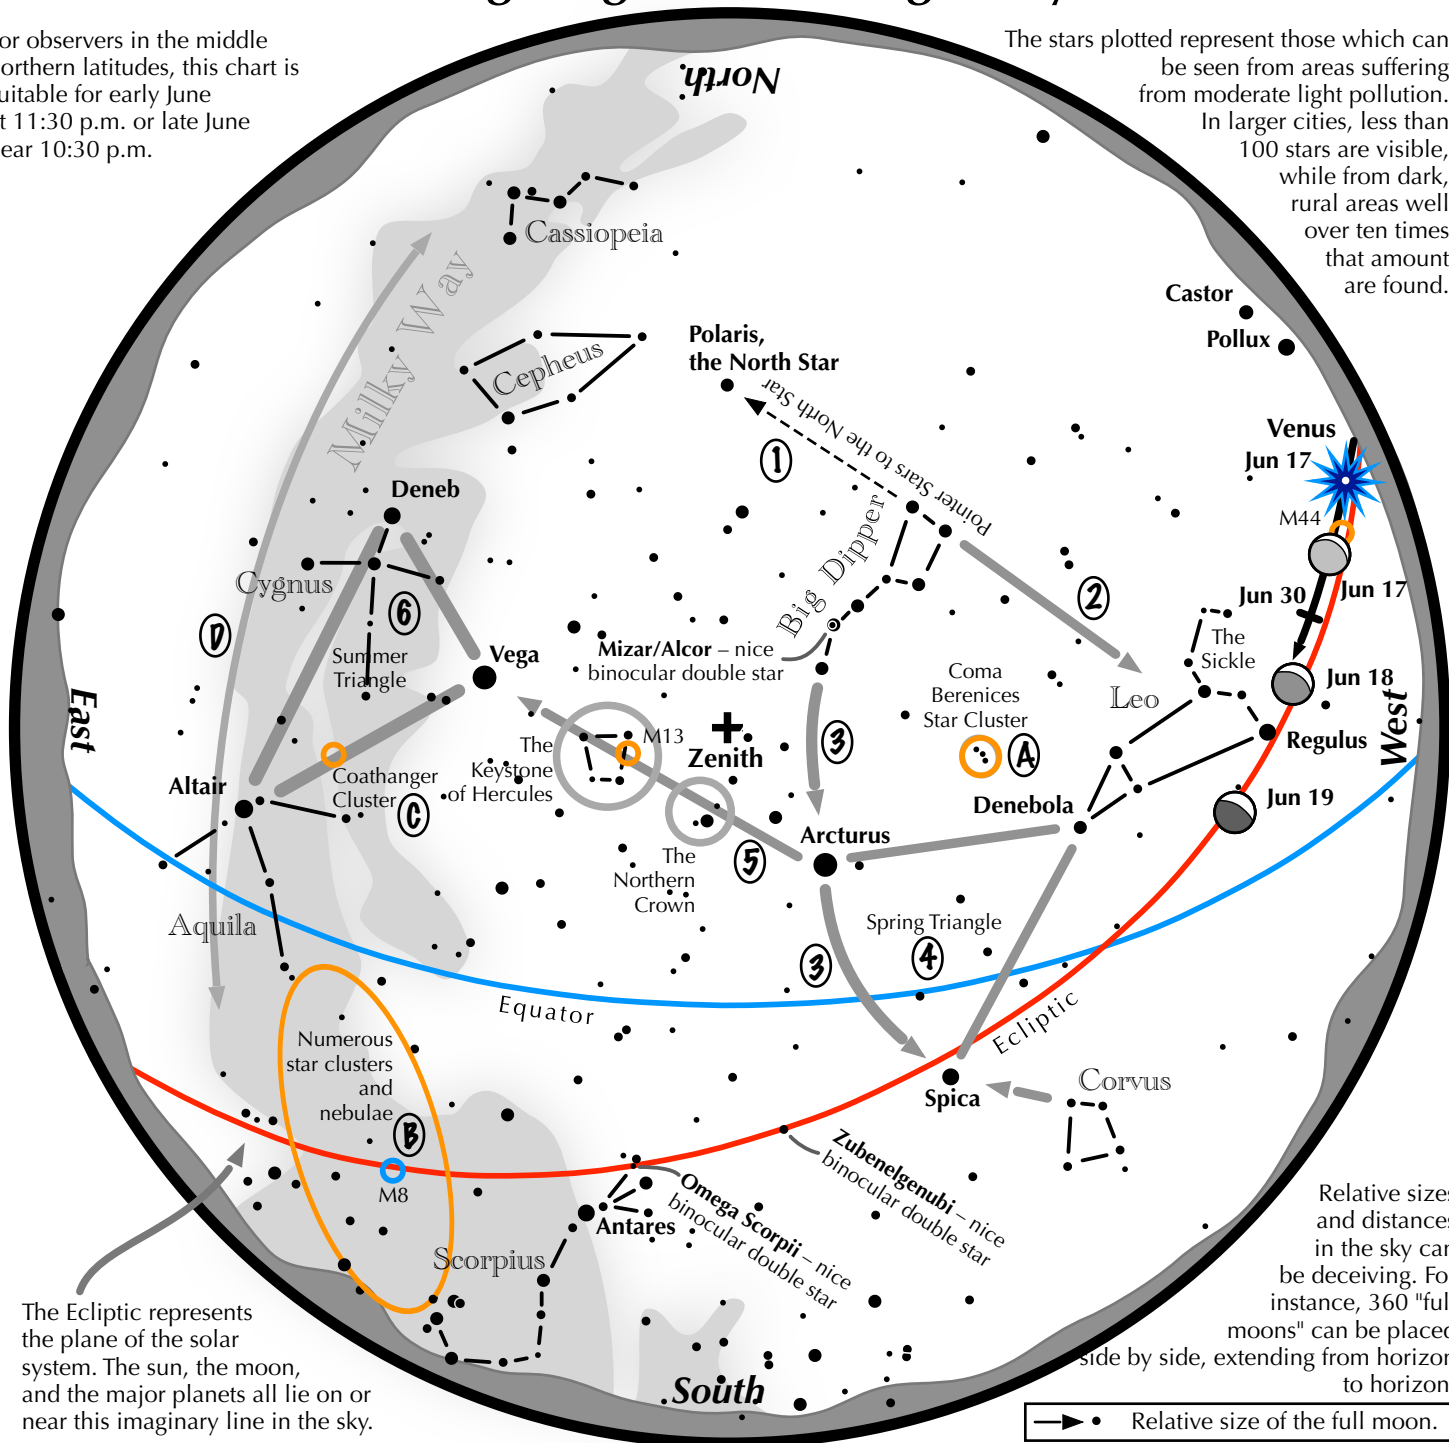 or observers in the middle
orthern latitudes, this chart is
uitable for early June
t 11:30 p.m. or late June
ear 10:30 p.m.
The stars plotted represent those which can
be seen from areas suffering
from moderate light pollution.
In larger cities, less than
100 stars are visible,
while from dark,
rural areas well
over ten times
that amount
are found.
North
Cassiopeia
Milky Way
Cepheus
Polaris,
the North Star
Pointer Stars to the North Star
1
Castor
Pollux
Venus
Jun 17
M44
Jun 17
Jun 30
Jun 18
Jun 19
Deneb
Cygnus
6
D
Summer
Triangle
Vega
Big Dipper
2
Mizar/Alcor – nice
binocular double star
The
Sickle
Leo
Coma
Berenices
Star Cluster
A
Regulus
West
East
3
Zenith
M13
The
Keystone
of Hercules
Altair
Coathanger
Cluster
C
Denebola
Arcturus
5
The
Northern
Crown
Aquila
Spring Triangle
4
3
Equator
Ecliptic
Numerous
star clusters
and
nebulae
B
M8
Spica
Corvus
Zubenelgenubi – nice
binocular double star
Omega Scorpii – nice
binocular double star
Antares
Scorpius
South
The Ecliptic represents
the plane of the solar
system. The sun, the moon,
and the major planets all lie on or
near this imaginary line in the sky.
Relative sizes
and distances
in the sky can
be deceiving. Fo
instance, 360 "ful
moons" can be placed
side by side, extending from horizon
to horizon
Relative size of the full moon.